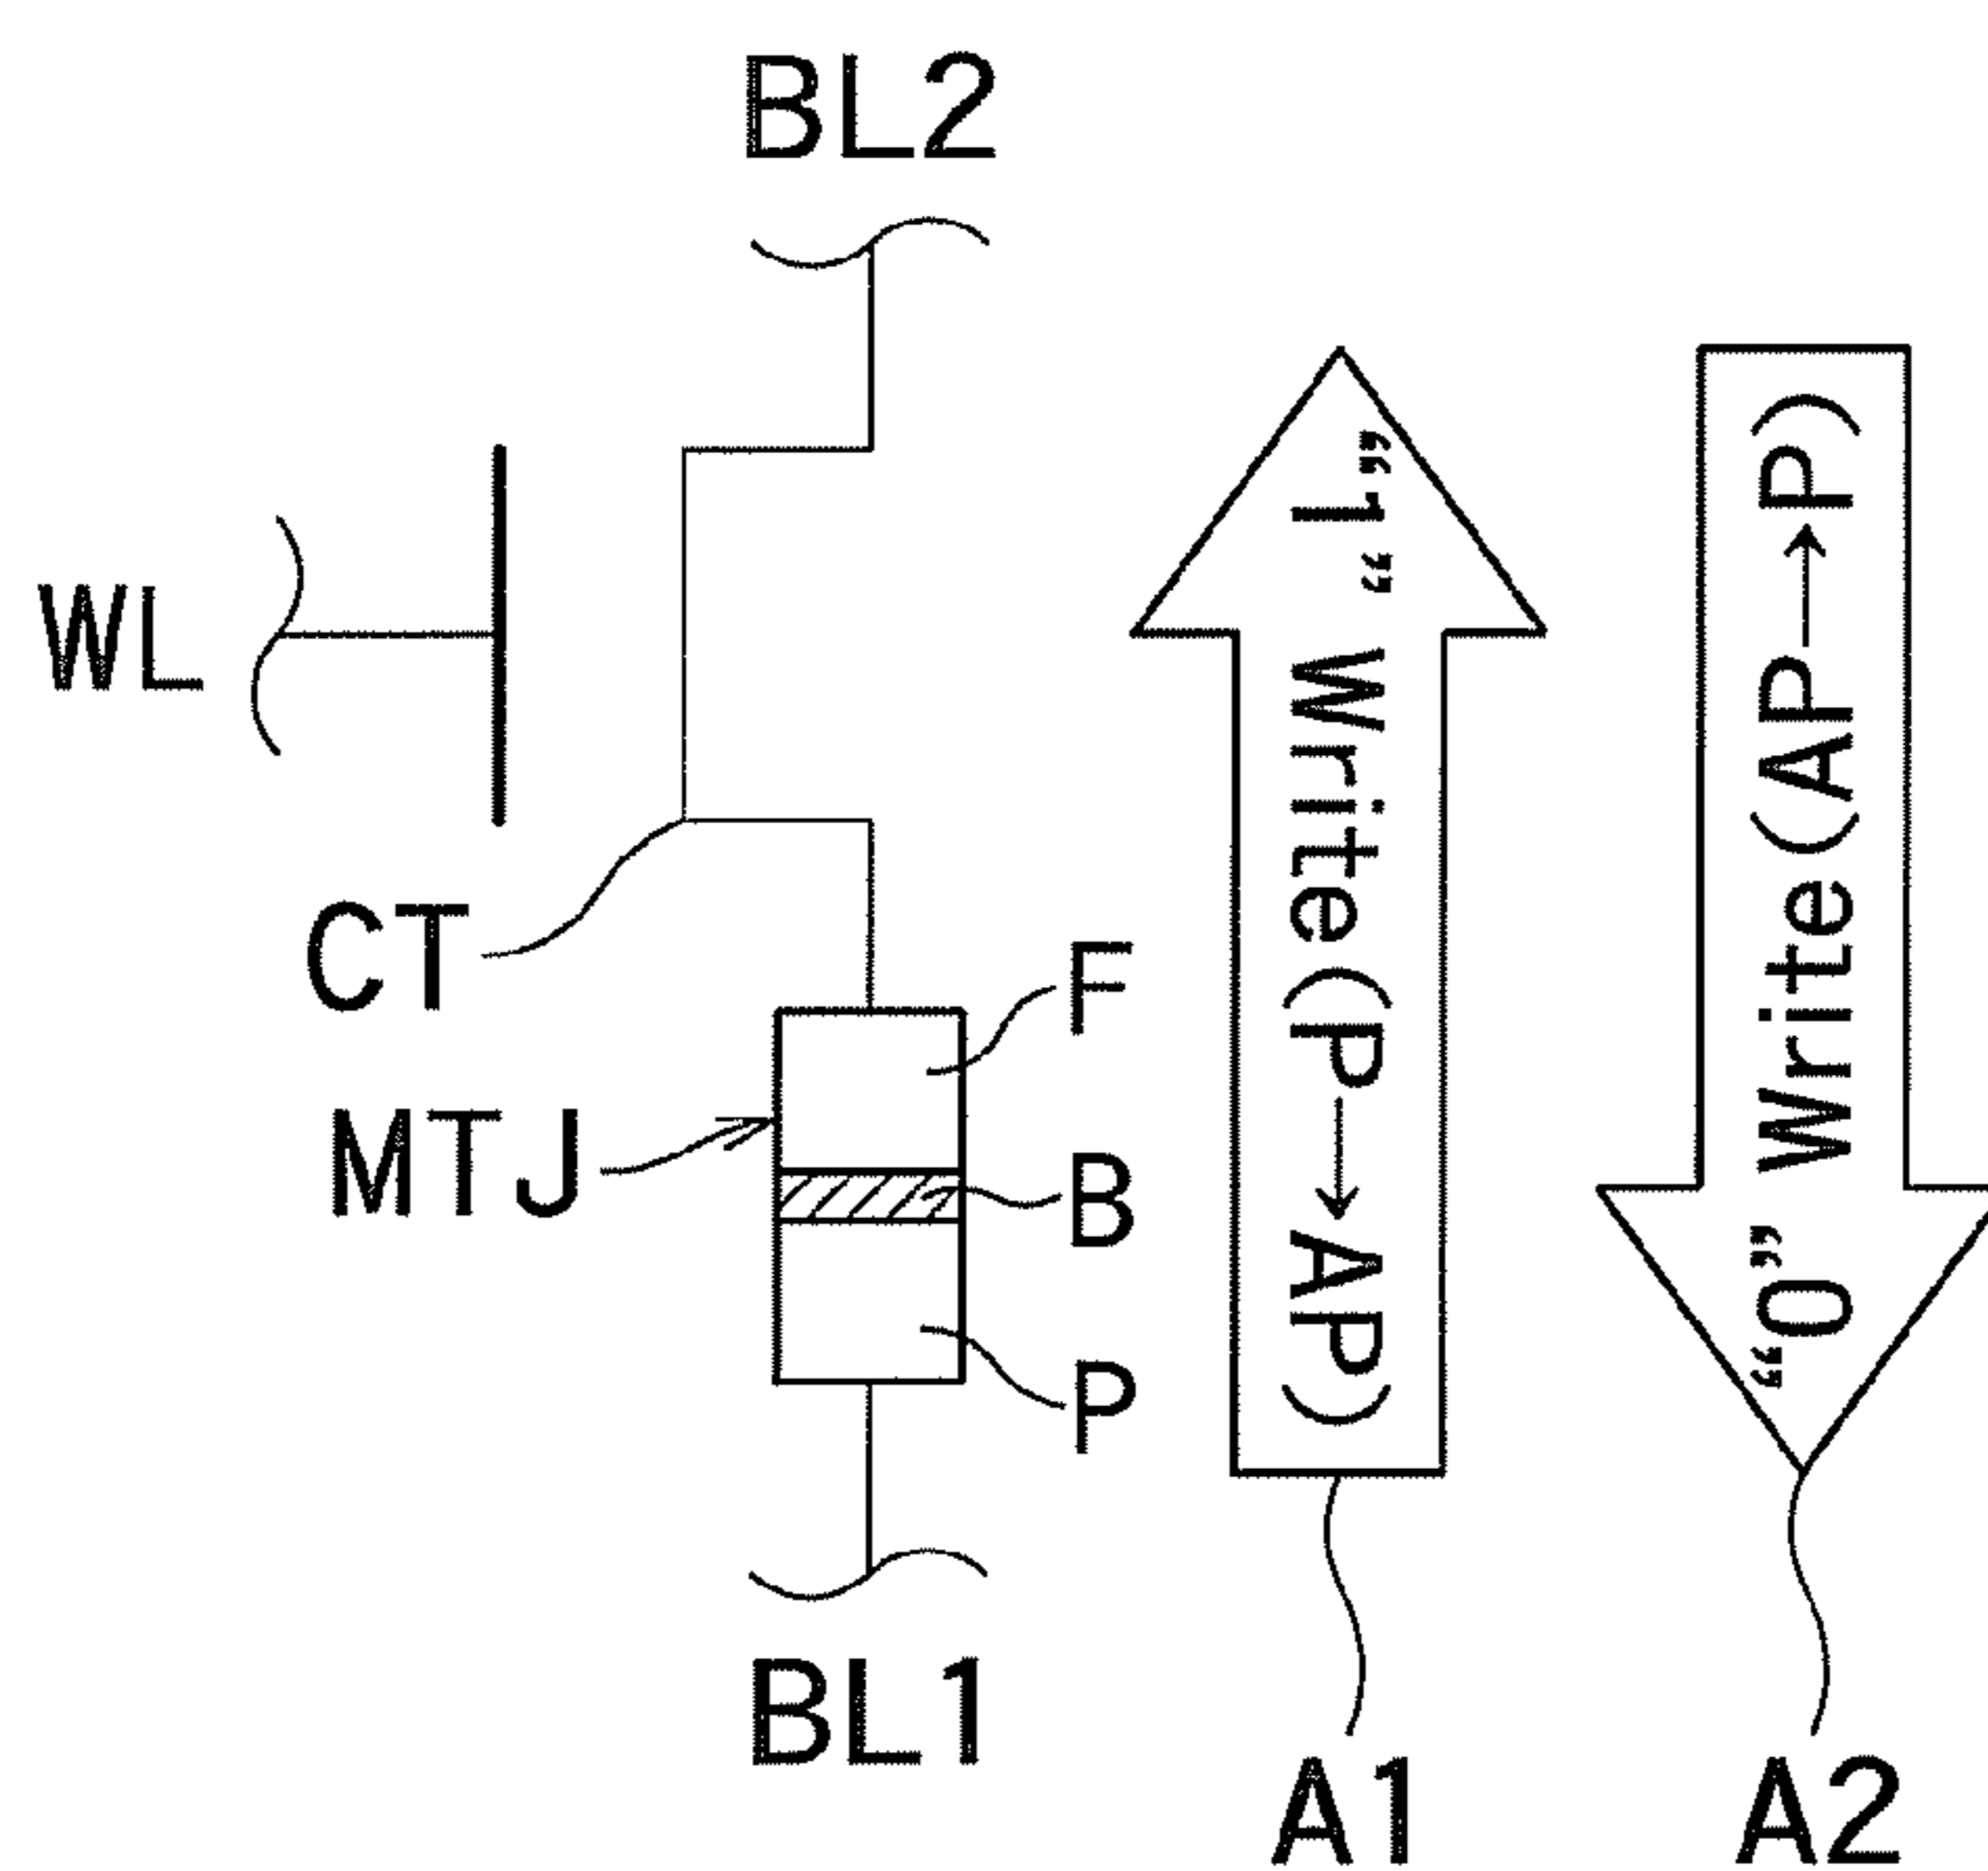 BL2
WL
CT
MTJ
F
B
P
BL1
“1” Write(P→AP)
A1
“0” Write(AP→P)
A2